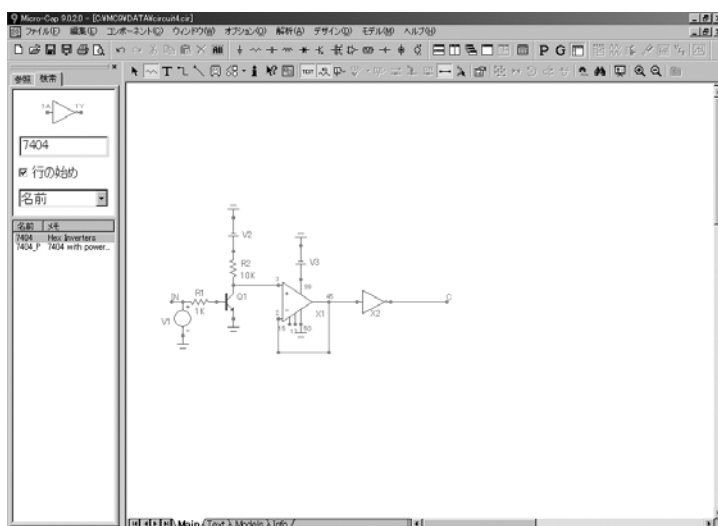 Micro-Cap 9.0.2.0 - [C:\MC9\DATA\circuit4.cir]
ファイル(F) 編集(E) コンポーネント(O) ウィンドウ(W) オプション(O) 解析(A) デザイン(D) モデル(M) ヘルプ(H)
P G
T
TEXT
参照 検索
1A 1Y
7404
行の始め
名前
名前 メモ
7404 Hex Inverters
7404_P 7404 with power...
V2
R2
10K
V3
IN R1
1K
Q1
3
99
45
X1
2
15
50
X2
V1
Main Text Models Info